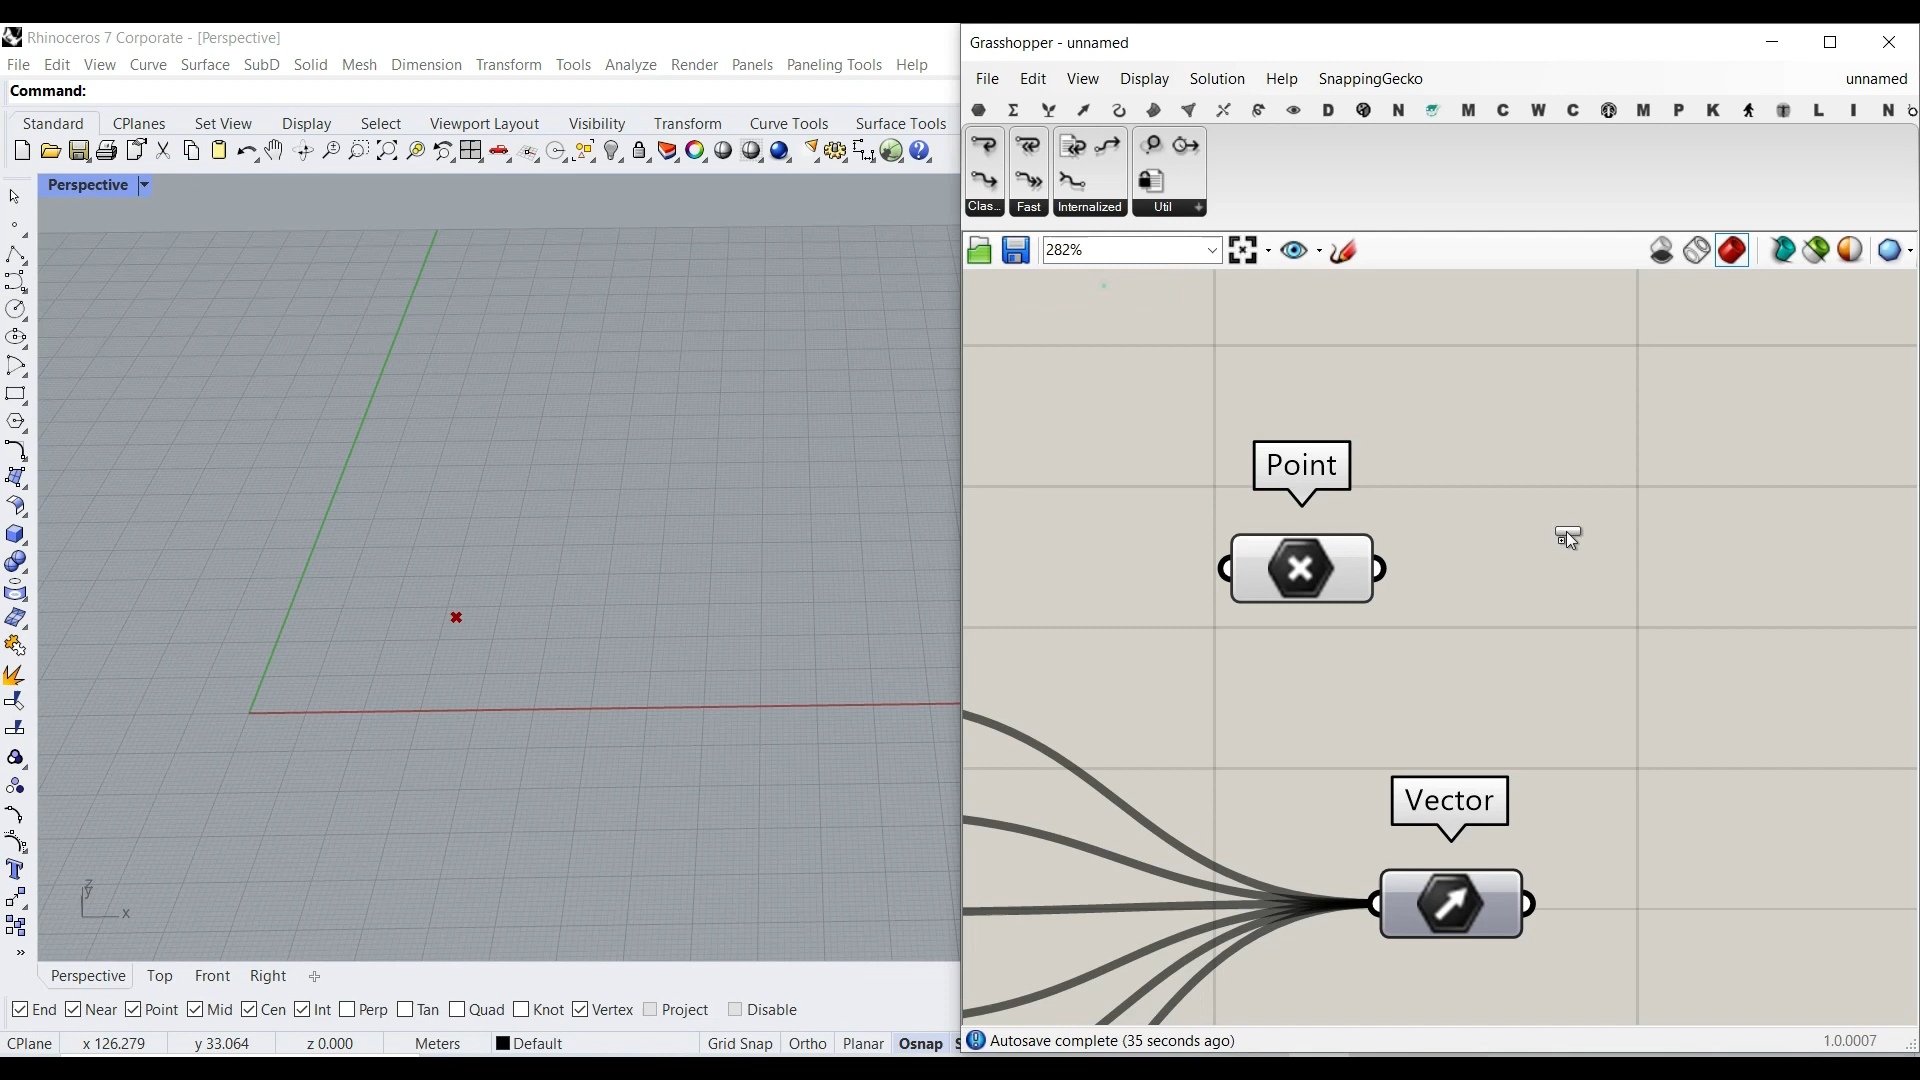 Rhinoceros 7 Corporate - [Perspective]
File Edit View Curve Surface SubD Solid Mesh Dimension Transform Tools Analyze Render Panels Paneling Tools Help
Command:
Standard CPlanes Set View Display Select Viewport Layout Visibility Transform Curve Tools Surface Tools
Perspective
z
y
x
Perspective Top Front Right
End Near Point Mid Cen Int Perp Tan Quad Knot Vertex Project Disable
CPlane x 126.279 y 33.064 z 0.000 Meters Default Grid Snap Ortho Planar Osnap S
Grasshopper - unnamed
File Edit View Display Solution Help SnappingGecko unnamed
D N M C W C M P K L I N
Clas... Fast Internalized Util
282%
Point
Vector
Autosave complete (35 seconds ago) 1.0.0007